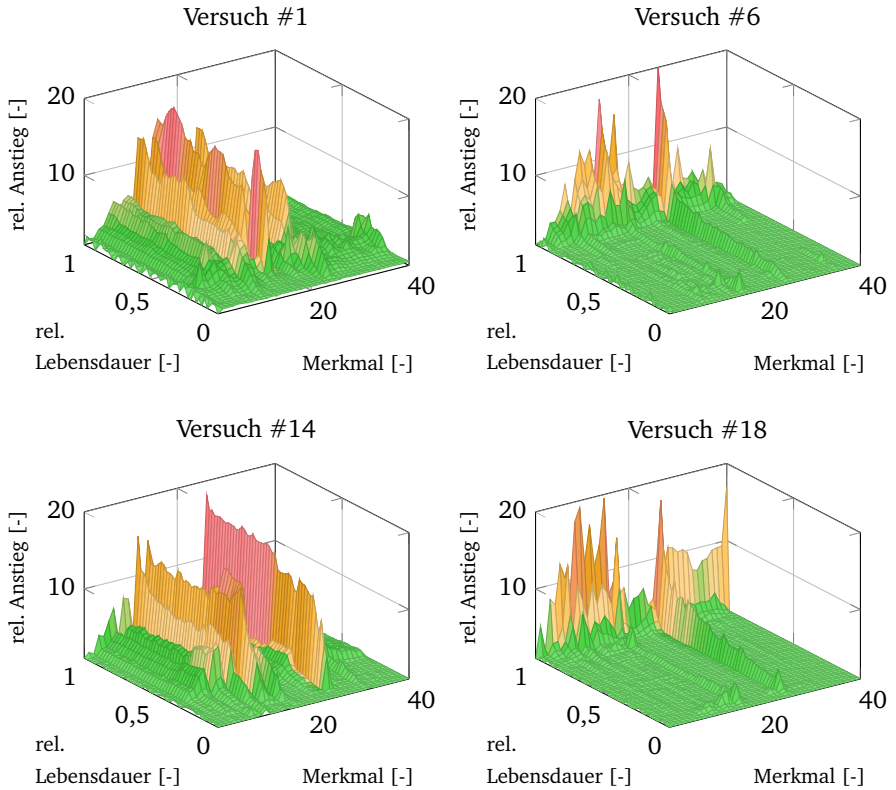 Versuch #1
20
10
rel. Anstieg [-]
1
0,5
0
rel.
Lebensdauer [-]
20
40
Merkmal [-]
Versuch #6
20
10
rel. Anstieg [-]
1
0,5
0
rel.
Lebensdauer [-]
20
40
Merkmal [-]
Versuch #14
20
10
rel. Anstieg [-]
1
0,5
0
rel.
Lebensdauer [-]
20
40
Merkmal [-]
Versuch #18
20
10
rel. Anstieg [-]
1
0,5
0
rel.
Lebensdauer [-]
20
40
Merkmal [-]